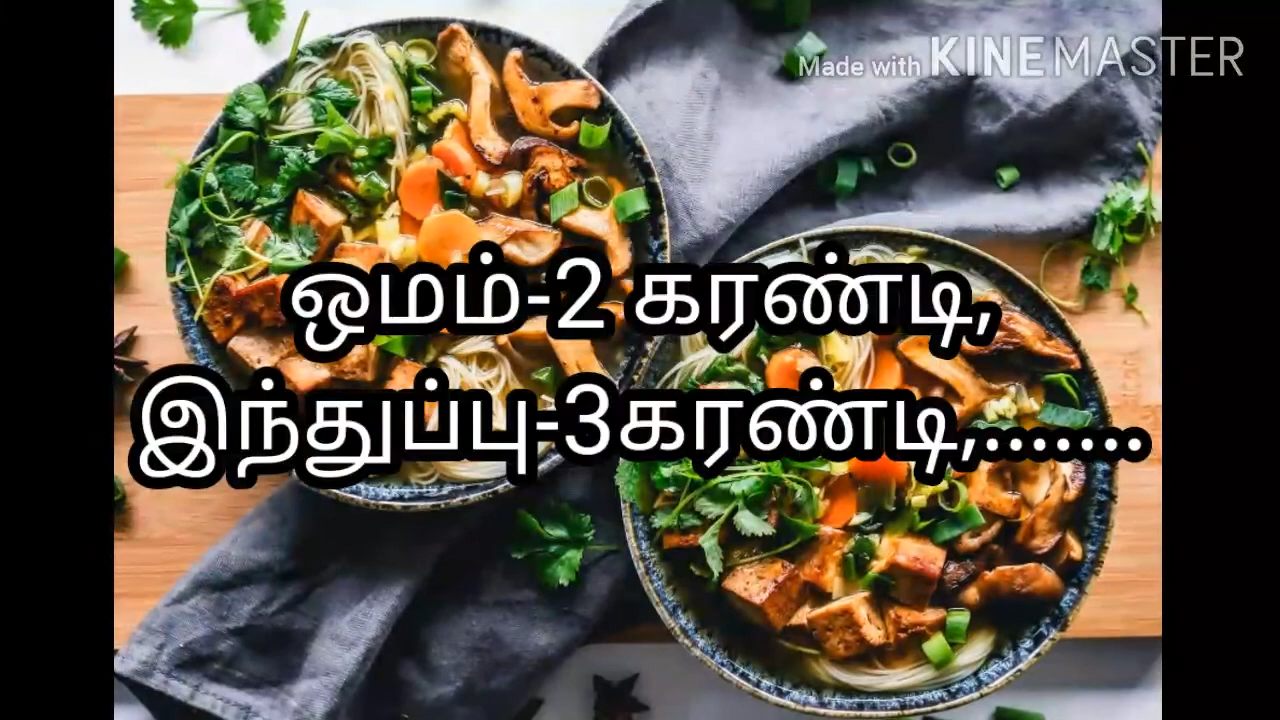 Made with KINEMASTER
ஒமம்-2 கரண்டி,
இந்துப்பு-3கரண்டி,.......